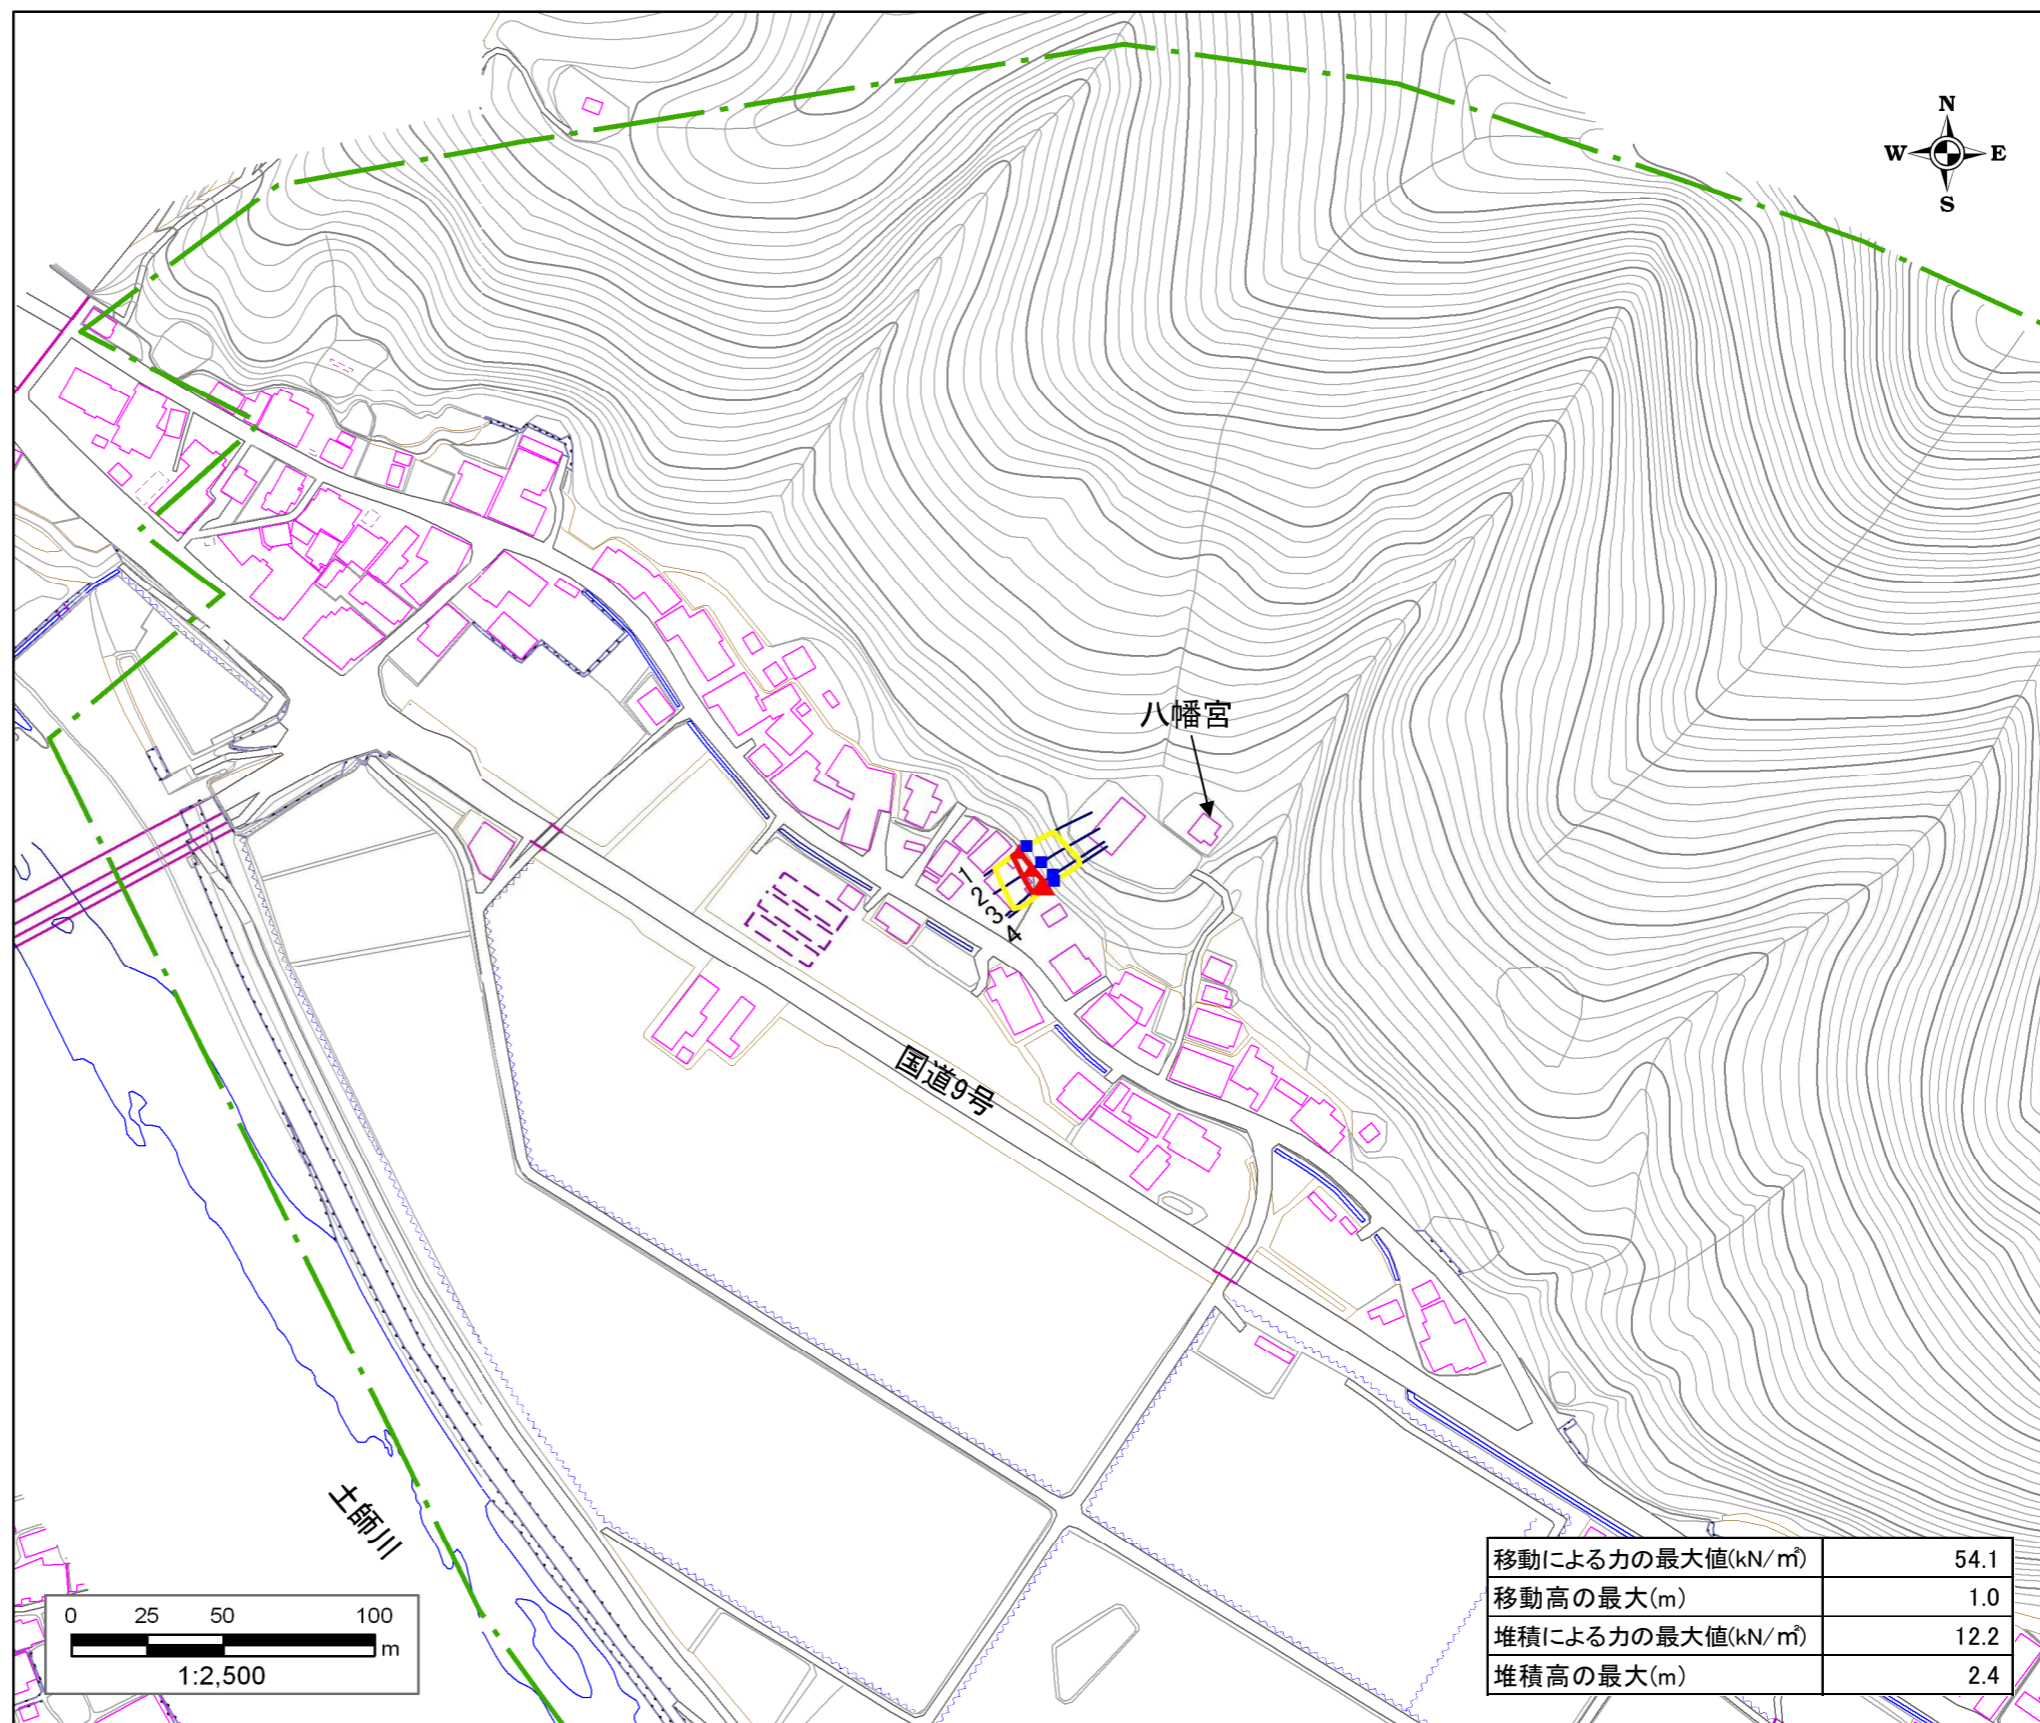 N
W E
S
八幡宮
1
2
3
4
国道9号
土師川
移動による力の最大値(kN/㎡) 54.1
移動高の最大(m) 1.0
堆積による力の最大値(kN/㎡) 12.2
堆積高の最大(m) 2.4
0 25 50 100
m
1:2,500